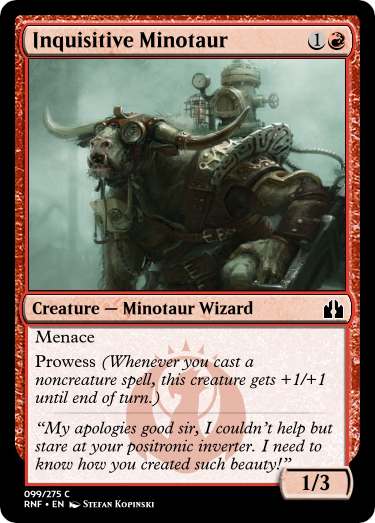 Inquisitive Minotaur 1
Creature — Minotaur Wizard
Menace
Prowess (Whenever you cast a
noncreature spell, this creature gets +1/+1
until end of turn.)
“My apologies good sir, I couldn’t help but
stare at your positronic inverter. I need to
know how you created such beauty!”
1/3
099/275 C
RNF • EN Stefan Kopinski